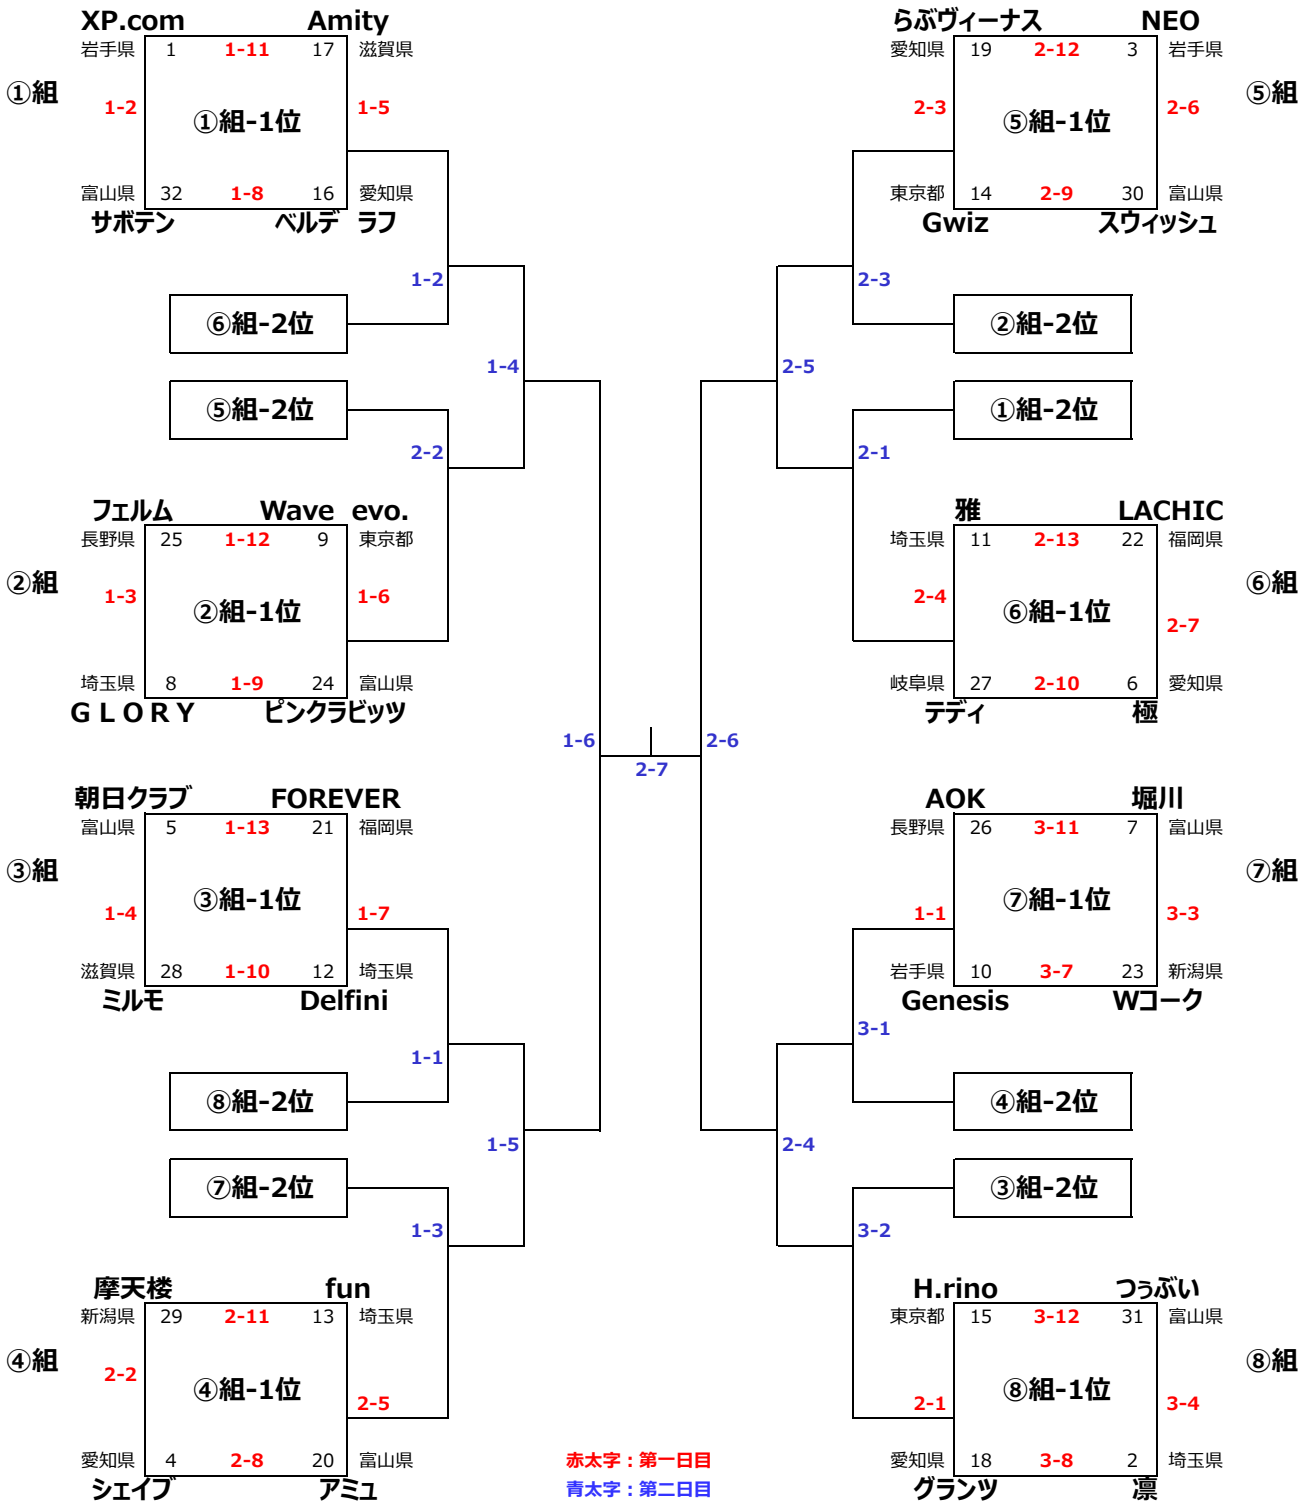 XP.com Amity
岩手県 1 1-11 17 滋賀県
①組 1-2 ①組-1位 1-5
富山県 32 1-8 16 愛知県
サボテン ベルデ ラフ
1-2
⑥組-2位
1-4
⑤組-2位
2-2
フェルム Wave evo.
長野県 25 1-12 9 東京都
②組 1-3 ②組-1位 1-6
埼玉県 8 1-9 24 富山県
GLORY ピンクラビッツ
1-6
朝日クラブ FOREVER
富山県 5 1-13 21 福岡県
③組 1-4 ③組-1位 1-7
滋賀県 28 1-10 12 埼玉県
ミルモ Delfini
1-1
⑧組-2位
1-5
⑦組-2位
1-3
摩天楼 fun
新潟県 29 2-11 13 埼玉県
④組 2-2 ④組-1位 2-5
愛知県 4 2-8 20 富山県
シェイブ アミュ
らぶヴィーナス NEO
愛知県 19 2-12 3 岩手県
2-3 ⑤組-1位 2-6 ⑤組
東京都 14 2-9 30 富山県
Gwiz スウィッシュ
2-3
②組-2位
2-5
①組-2位
2-1
雅 LACHIC
埼玉県 11 2-13 22 福岡県
2-4 ⑥組-1位 2-7 ⑥組
岐阜県 27 2-10 6 愛知県
テディ 極
2-6
2-7
AOK 堀川
長野県 26 3-11 7 富山県
1-1 ⑦組-1位 3-3 ⑦組
岩手県 10 3-7 23 新潟県
Genesis Wコーク
3-1
④組-2位
2-4
③組-2位
3-2
H.rino つぅぶい
東京都 15 3-12 31 富山県
2-1 ⑧組-1位 3-4 ⑧組
愛知県 18 3-8 2 埼玉県
グランツ 凛
赤太字：第一日目
青太字：第二日目